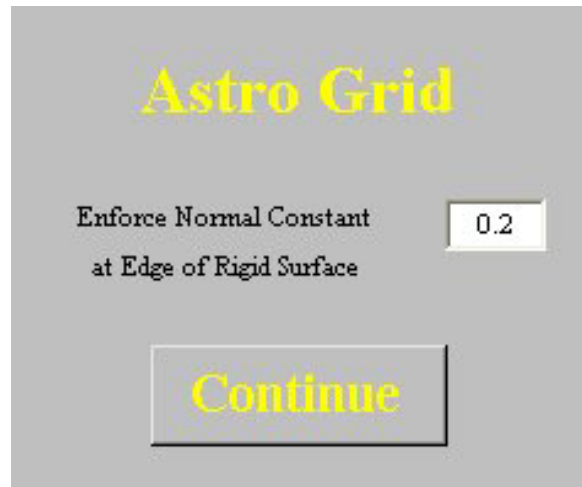 Astro Grid
Enforce Normal Constant
0.2
at Edge of Rigid Surface
Continue